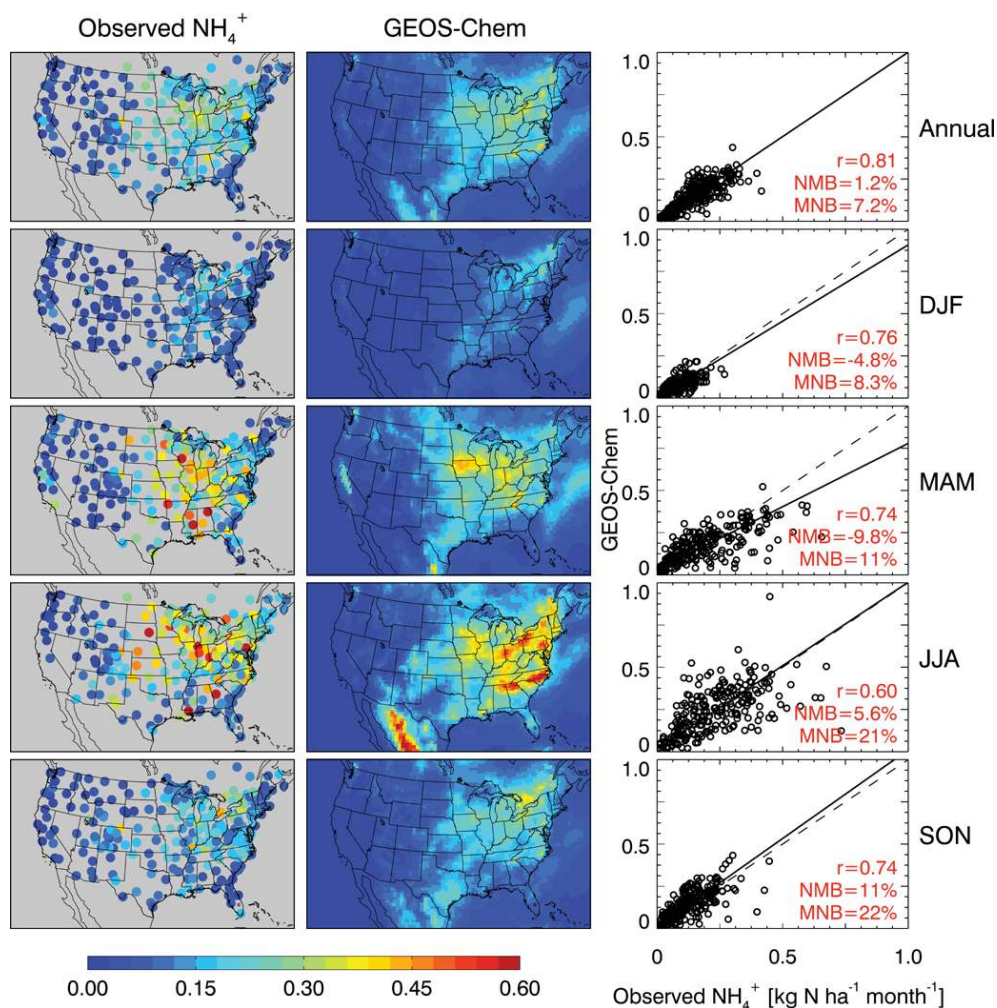 Observed NH₄⁺
GEOS-Chem
1.0
0.5
0
r=0.81
NMB=1.2%
MNB=7.2%
Annual
1.0
0.5
0
r=0.76
NMB=-4.8%
MNB=8.3%
DJF
GEOS-Chem
1.0
0.5
0
r=0.74
NMB=-9.8%
MNB=11%
MAM
1.0
0.5
0
r=0.60
NMB=5.6%
MNB=21%
JJA
1.0
0.5
0
r=0.74
NMB=11%
MNB=22%
SON
0 0.5 1.0
Observed NH₄⁺ [kg N ha⁻¹ month⁻¹]
0.00 0.15 0.30 0.45 0.60